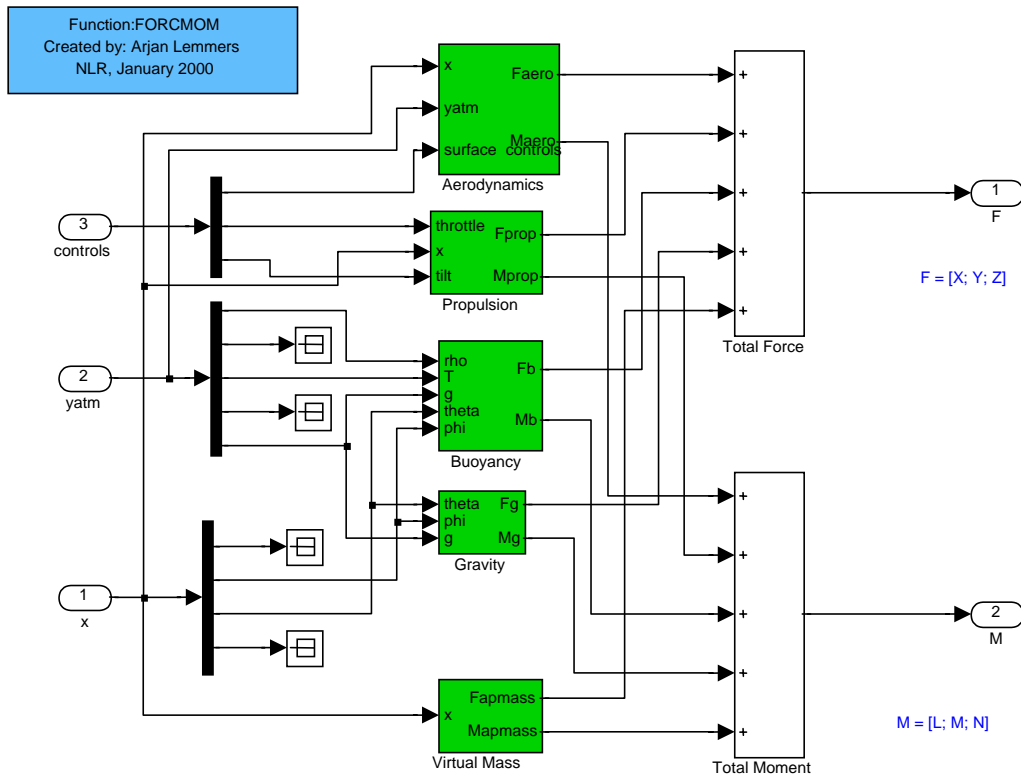 Function:FORCMOM
Created by: Arjan Lemmers
NLR, January 2000
x
Faero
yatm
Maero
surface controls
Aerodynamics
+
+
+
+
+
Total Force
1
F
F = [X; Y; Z]
3
controls
throttle
Fprop
x
tilt
Mprop
Propulsion
2
yatm
rho
T
g
theta
phi
Fb
Mb
Buoyancy
theta
phi
g
Fg
Mg
Gravity
1
x
x
Fapmass
Mapmass
Virtual Mass
+
+
+
+
+
Total Moment
2
M
M = [L; M; N]